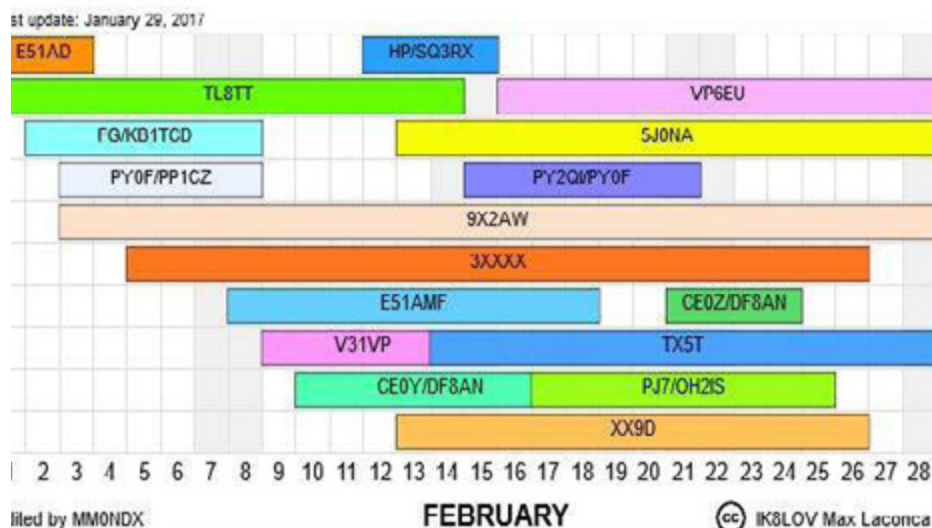 st update: January 29, 2017
E51AD HP/SQ3RX
TL8TT VP6EU
FG/KB1TCD 5J0NA
PY0F/PP1CZ PY2QI/PY0F
9X2AW
3XXXX
E51AMF CE0Z/DF8AN
V31VP TX5T
CE0Y/DF8AN PJ7/OH2IS
XX9D
2 3 4 5 6 7 8 9 10 11 12 13 14 15 16 17 18 19 20 21 22 23 24 25 26 27 28
dited by MM0NDX FEBRUARY cc IK8LOV Max Laconca